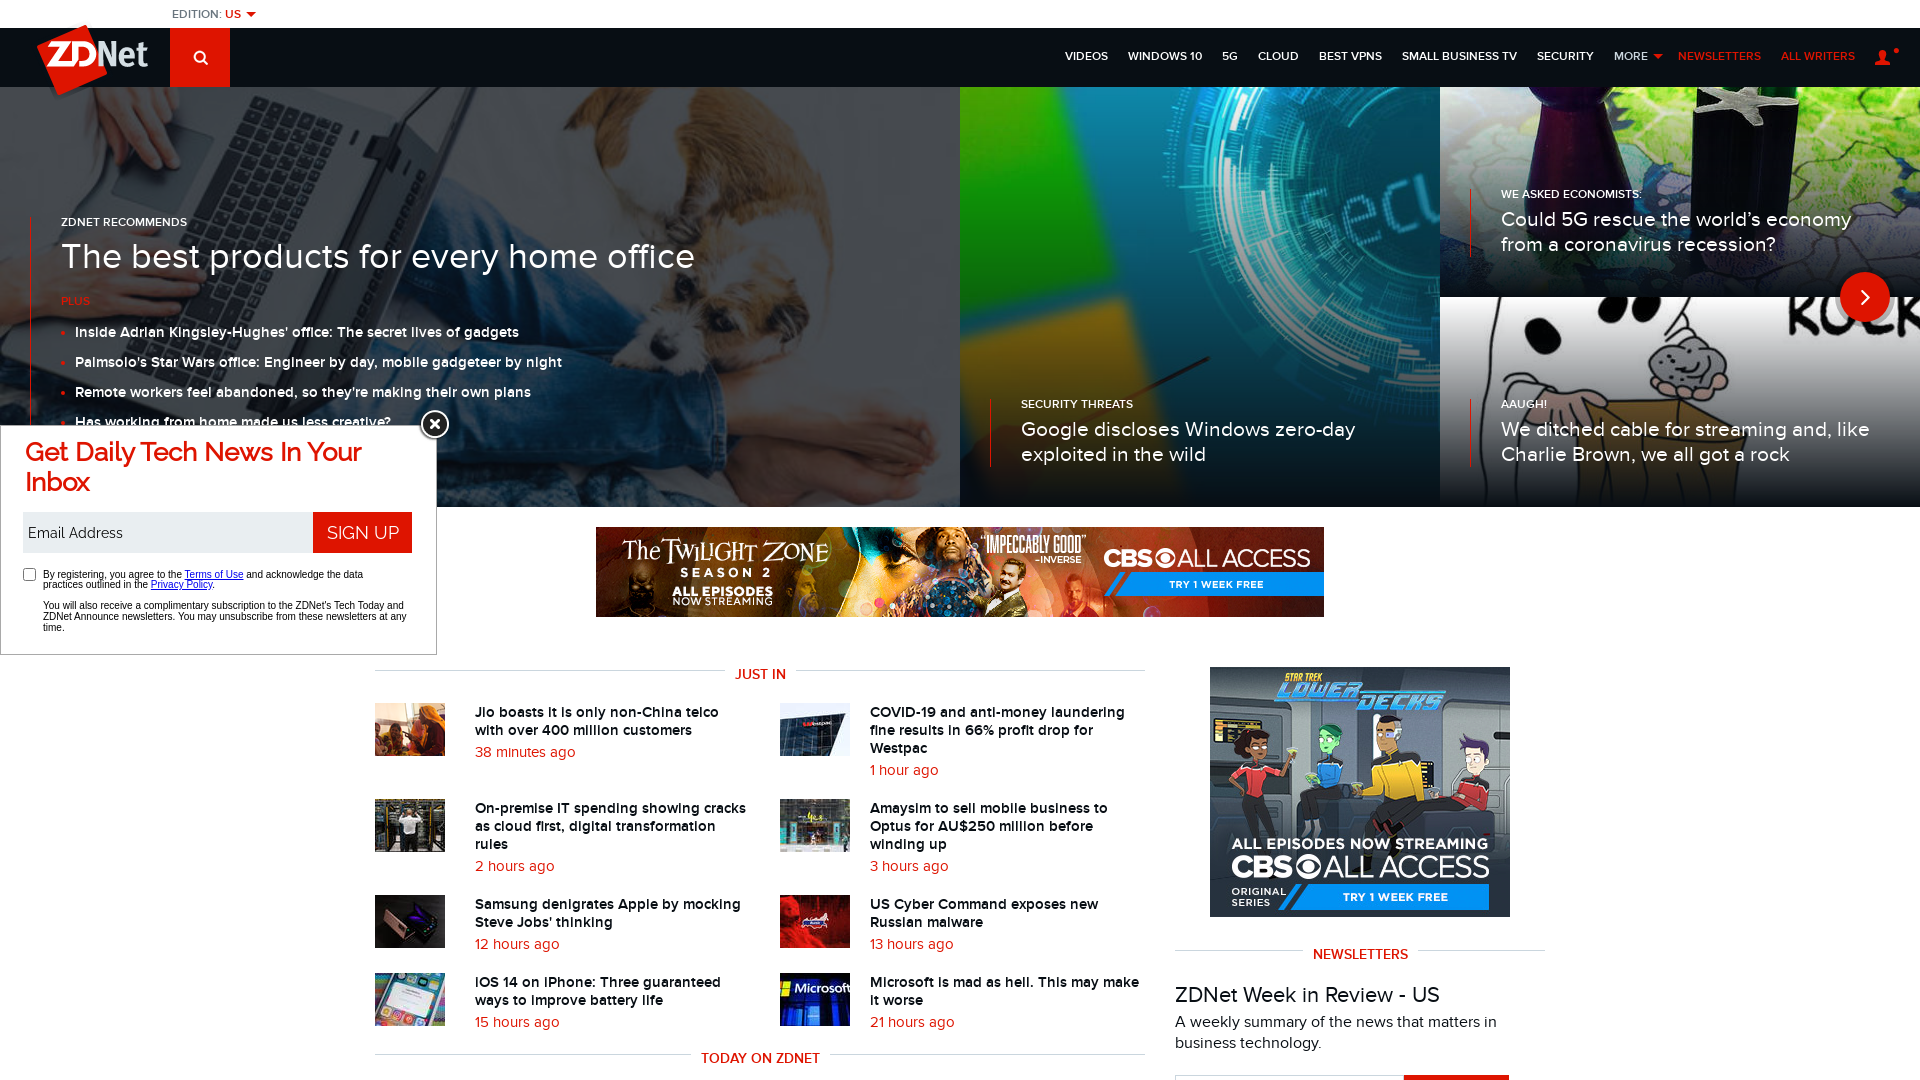 EDITION: US
ZDNet
VIDEOS WINDOWS 10 5G CLOUD BEST VPNS SMALL BUSINESS TV SECURITY MORE NEWSLETTERS ALL WRITERS
ZDNET RECOMMENDS
The best products for every home office
PLUS
Inside Adrian Kingsley-Hughes' office: The secret lives of gadgets
Palmsolo's Star Wars office: Engineer by day, mobile gadgeteer by night
Remote workers feel abandoned, so they're making their own plans
Has working from home made us less creative?
SECURITY THREATS
Google discloses Windows zero-day
exploited in the wild
WE ASKED ECONOMISTS:
Could 5G rescue the world’s economy
from a coronavirus recession?
ROCK
AAUGH!
We ditched cable for streaming and, like
Charlie Brown, we all got a rock
Get Daily Tech News In Your
Inbox
Email Address
SIGN UP
By registering, you agree to the Terms of Use and acknowledge the data
practices outlined in the Privacy Policy.
You will also receive a complimentary subscription to the ZDNet's Tech Today and
ZDNet Announce newsletters. You may unsubscribe from these newsletters at any
time.
The TWILIGHT ZONE
SEASON 2
ALL EPISODES
NOW STREAMING
"IMPECCABLY GOOD"
–INVERSE
CBS ALL ACCESS
TRY 1 WEEK FREE
JUST IN
Jio boasts it is only non-China telco
with over 400 million customers
38 minutes ago
COVID-19 and anti-money laundering
fine results in 66% profit drop for
Westpac
1 hour ago
On-premise IT spending showing cracks
as cloud first, digital transformation
rules
2 hours ago
Amaysim to sell mobile business to
Optus for AU$250 million before
winding up
3 hours ago
Samsung denigrates Apple by mocking
Steve Jobs' thinking
12 hours ago
US Cyber Command exposes new
Russian malware
13 hours ago
iOS 14 on iPhone: Three guaranteed
ways to improve battery life
15 hours ago
Microsoft
Microsoft is mad as hell. This may make
it worse
21 hours ago
TODAY ON ZDNET
STAR TREK
LOWER DECKS
ALL EPISODES NOW STREAMING
CBS ALL ACCESS
ORIGINAL
SERIES
TRY 1 WEEK FREE
NEWSLETTERS
ZDNet Week in Review - US
A weekly summary of the news that matters in
business technology.